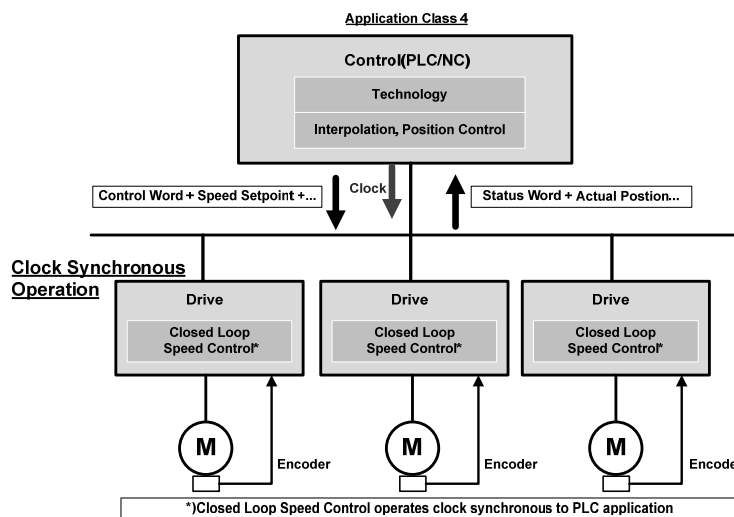 Application Class 4
Control(PLC/NC)
Technology
Interpolation, Position Control
Control Word + Speed Setpoint +...
Clock
Status Word + Actual Postion...
Clock Synchronous
Operation
Drive
Closed Loop
Speed Control*
Drive
Closed Loop
Speed Control*
Drive
Closed Loop
Speed Control*
M
Encoder
M
Encoder
M
Encode
*)Closed Loop Speed Control operates clock synchronous to PLC application